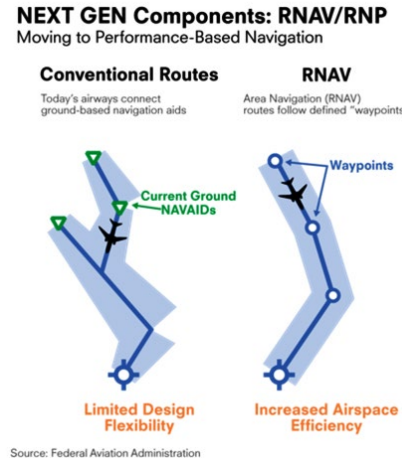 NEXT GEN Components: RNAV/RNP
Moving to Performance-Based Navigation
Conventional Routes
Today's airways connect
ground-based navigation aids
Current Ground
NAVAIDs
Limited Design
Flexibility
RNAV
Area Navigation (RNAV)
routes follow defined "waypoints
Waypoints
Increased Airspace
Efficiency
Source: Federal Aviation Administration